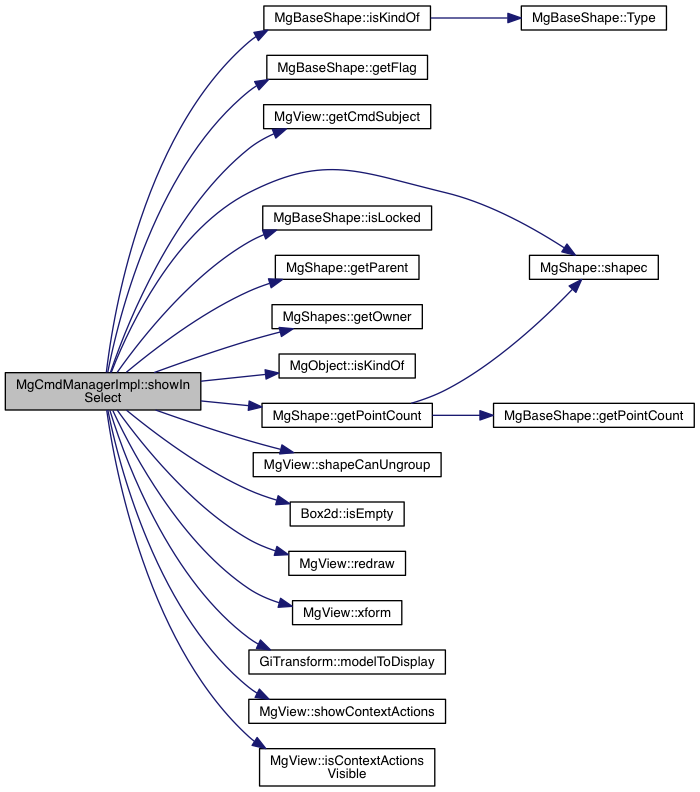 MgBaseShape::isKindOf
MgBaseShape::Type
MgBaseShape::getFlag
MgView::getCmdSubject
MgBaseShape::isLocked
MgShape::getParent
MgShape::shapec
MgShapes::getOwner
MgObject::isKindOf
MgCmdManagerImpl::showIn
Select
MgShape::getPointCount
MgBaseShape::getPointCount
MgView::shapeCanUngroup
Box2d::isEmpty
MgView::redraw
MgView::xform
GiTransform::modelToDisplay
MgView::showContextActions
MgView::isContextActions
Visible